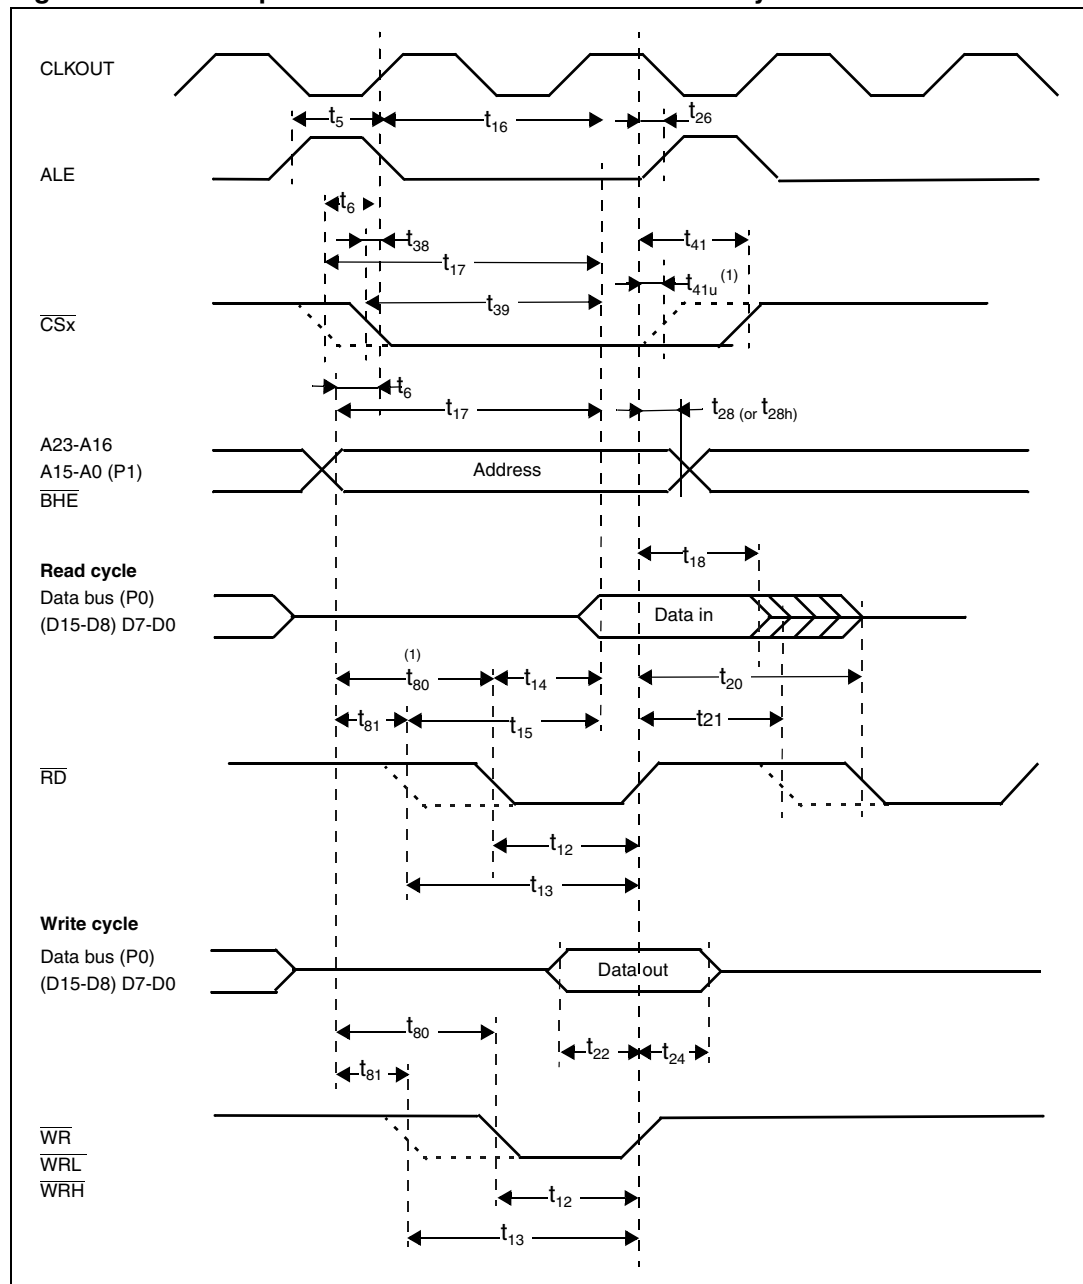 CLKOUT
t5
t16
t26
ALE
t6
t38
t41
t17
t41u (1)
t39
CSx
t6
t17
t28 (or t28h)
A23-A16
A15-A0 (P1)
Address
BHE
t18
Read cycle
Data bus (P0)
Data in
(D15-D8) D7-D0
(1)
t80
t14
t20
t81
t15
t21
RD
t12
t13
Write cycle
Data bus (P0)
Data out
(D15-D8) D7-D0
t80
t22
t24
t81
WR
WRL
WRH
t12
t13